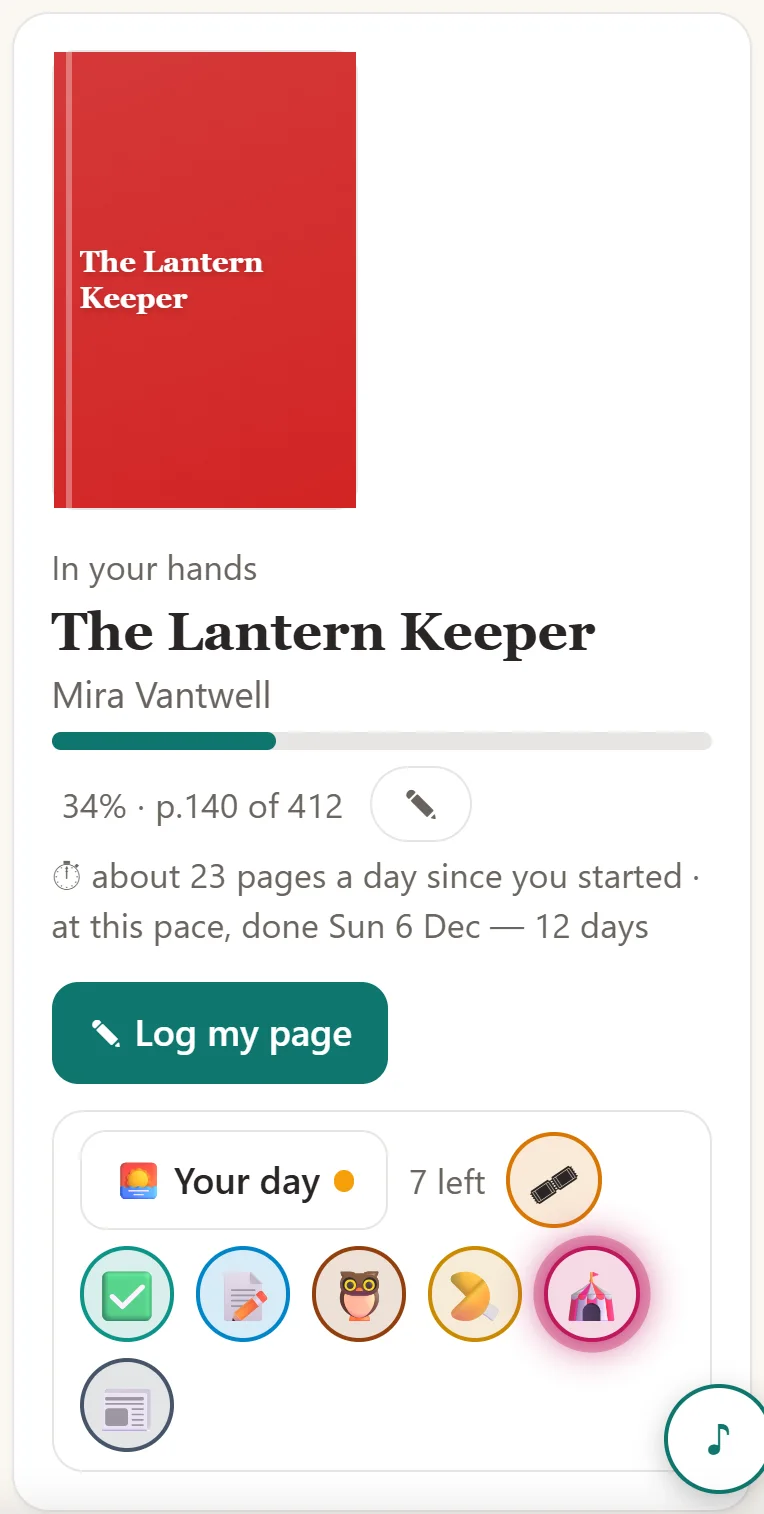 The Lantern
Keeper
In your hands
The Lantern Keeper
Mira Vantwell
34% · p.140 of 412
⏱ about 23 pages a day since you started ·
at this pace, done Sun 6 Dec — 12 days
Log my page
Your day
7 left